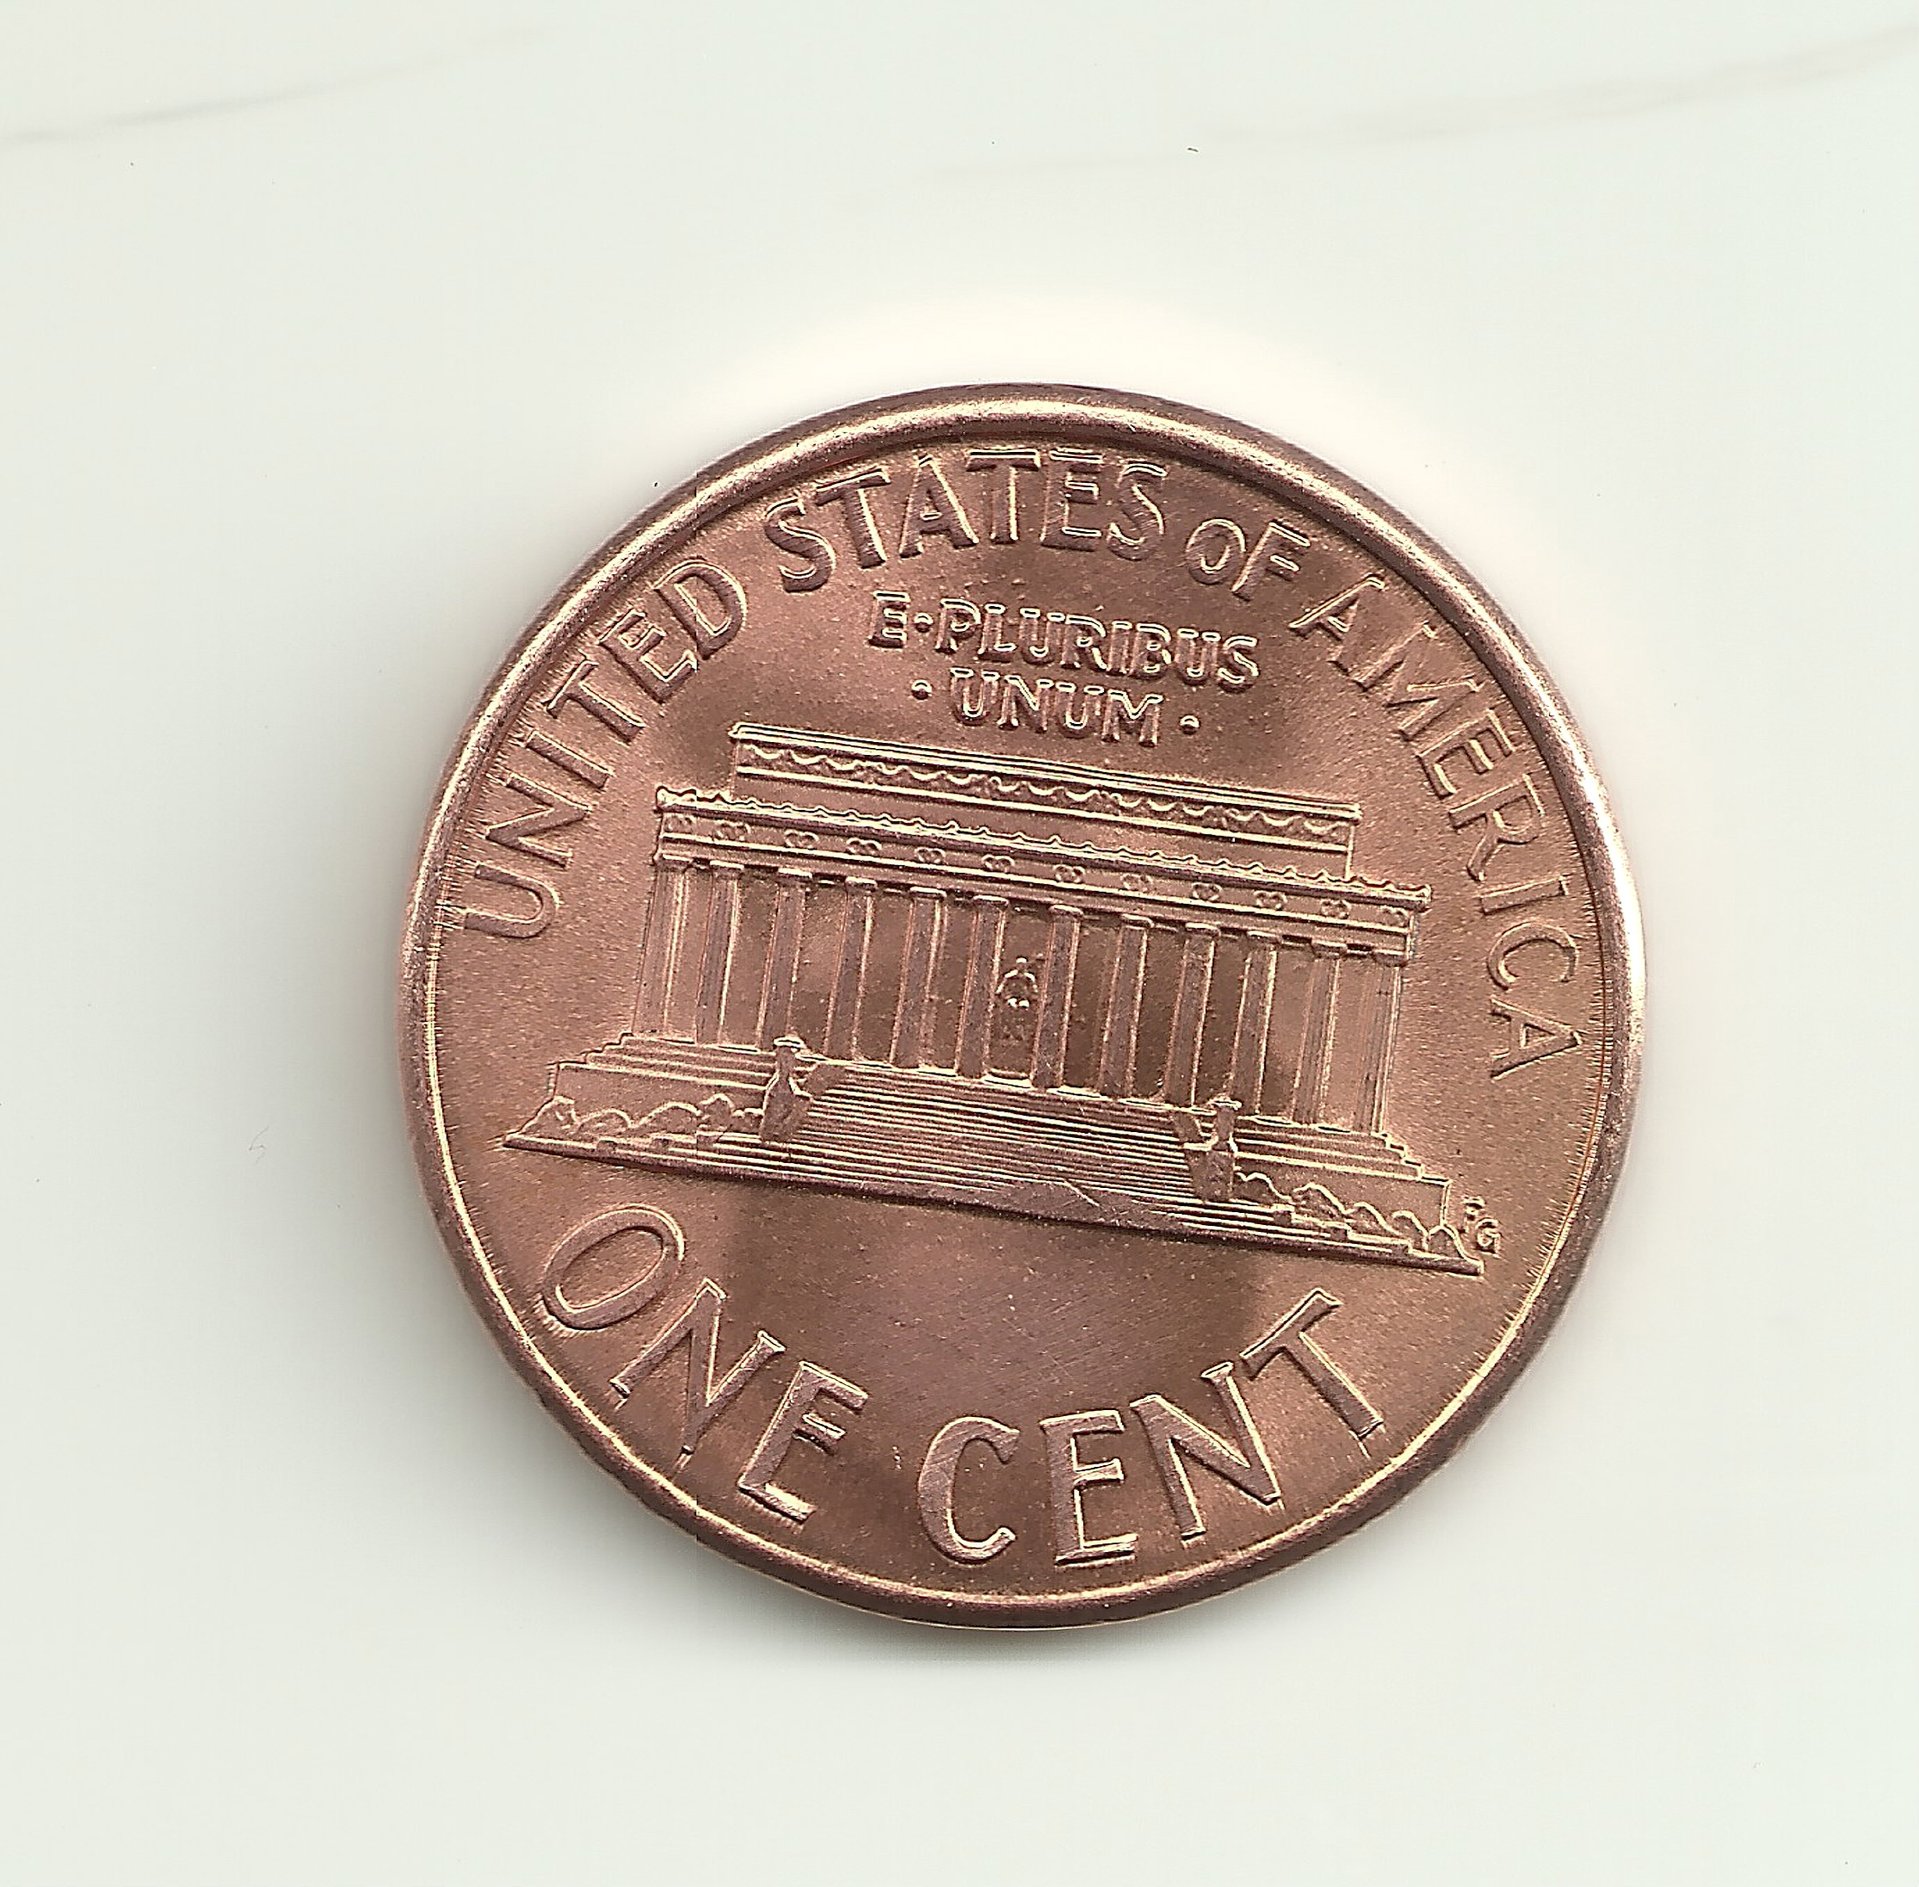 UNITED STATES OF AMERICA
E·PLURIBUS
·UNUM·
FG
ONE CENT